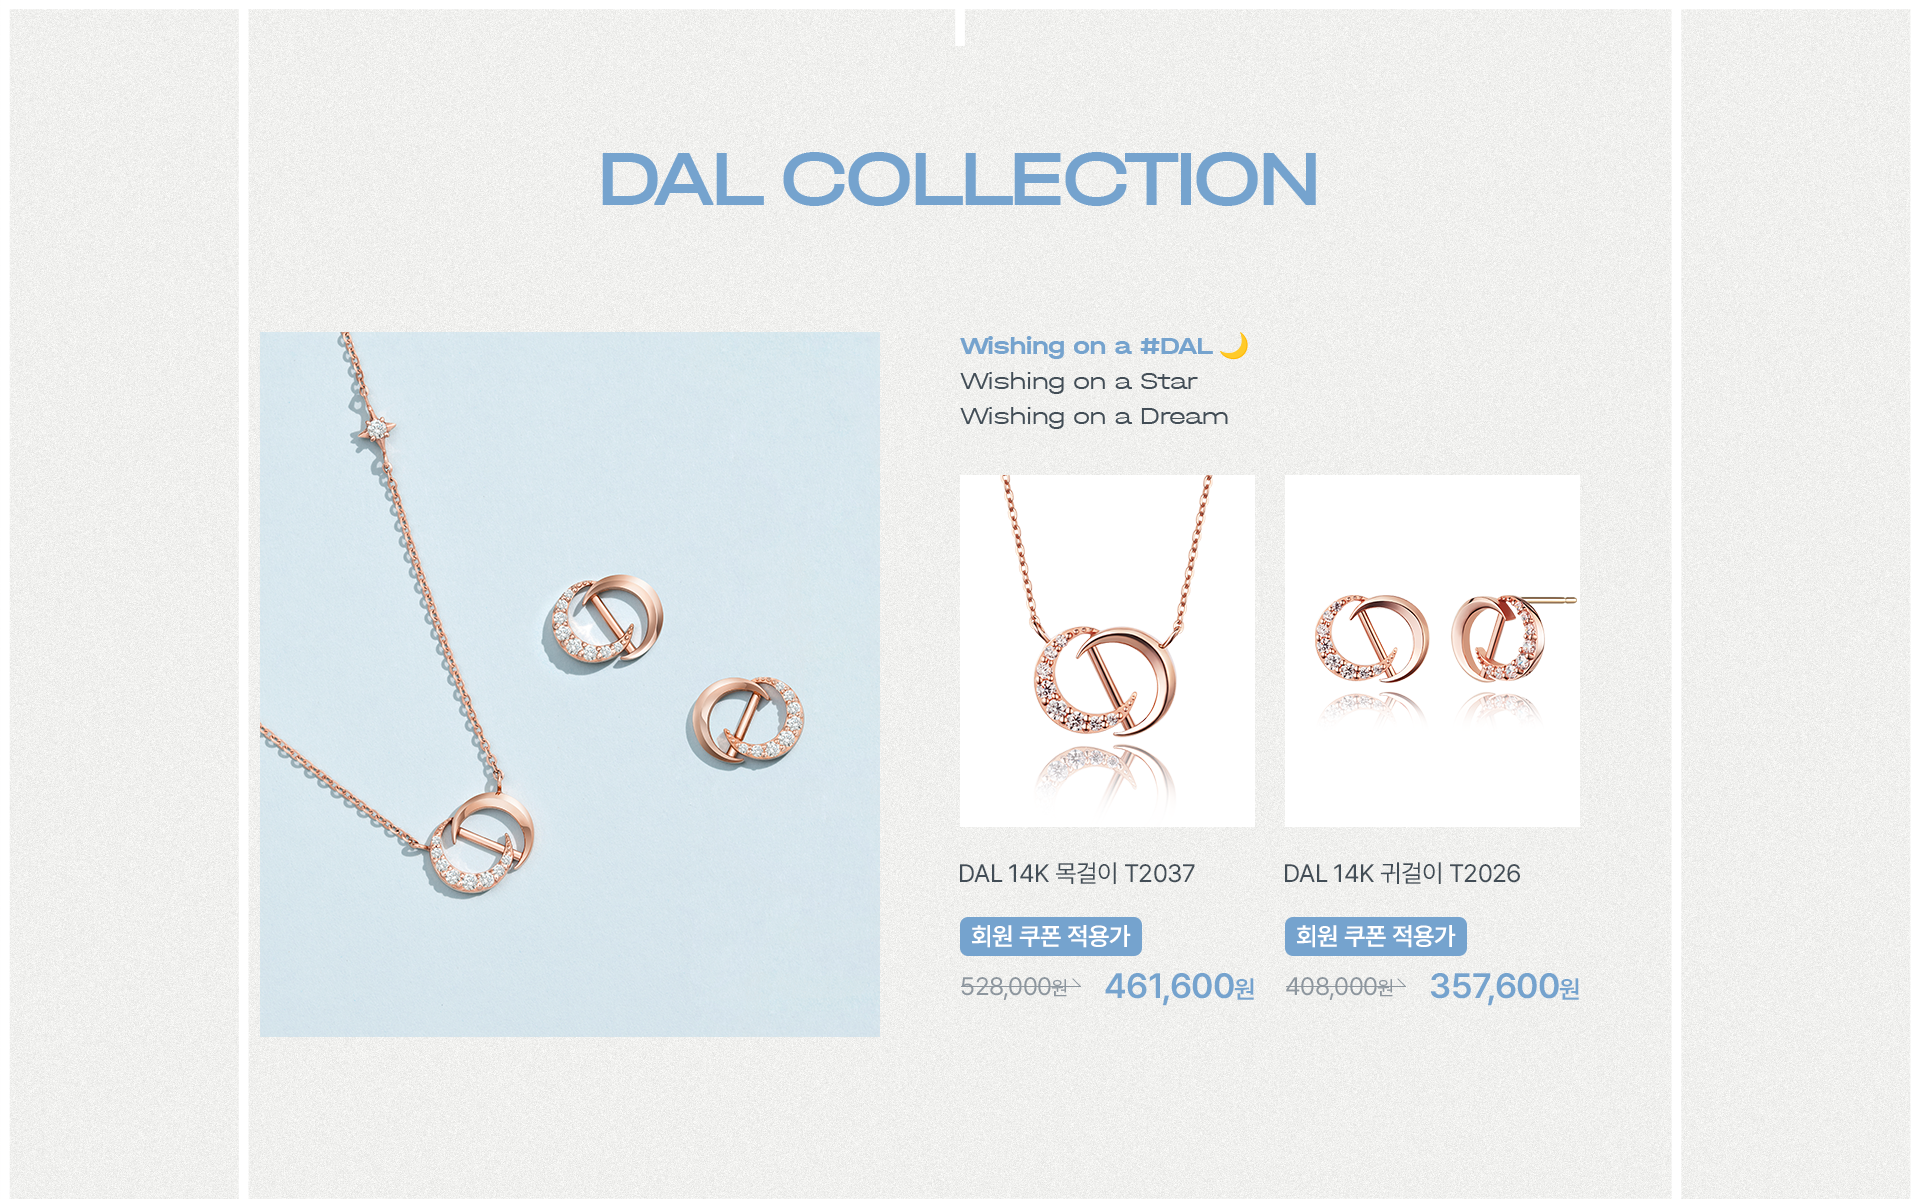 DAL COLLECTION
Wishing on a #DAL 🌙
Wishing on a Star
Wishing on a Dream
DAL 14K 목걸이 T2037
회원 쿠폰 적용가
528,000원 461,600원
DAL 14K 귀걸이 T2026
회원 쿠폰 적용가
408,000원 357,600원